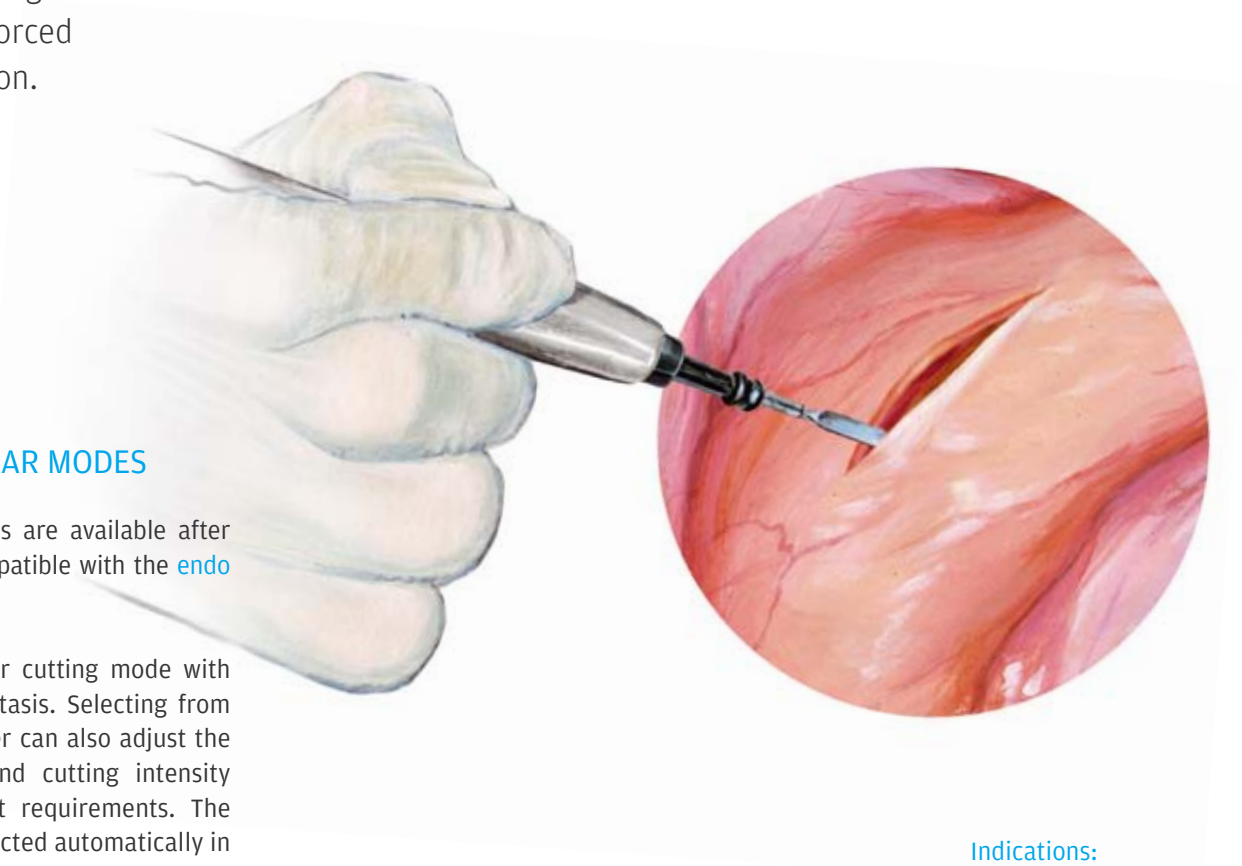 orced
on.
AR MODES
s are available after
patible with the endo
r cutting mode with
tasis. Selecting from
er can also adjust the
nd cutting intensity
t requirements. The
cted automatically in
Indications: